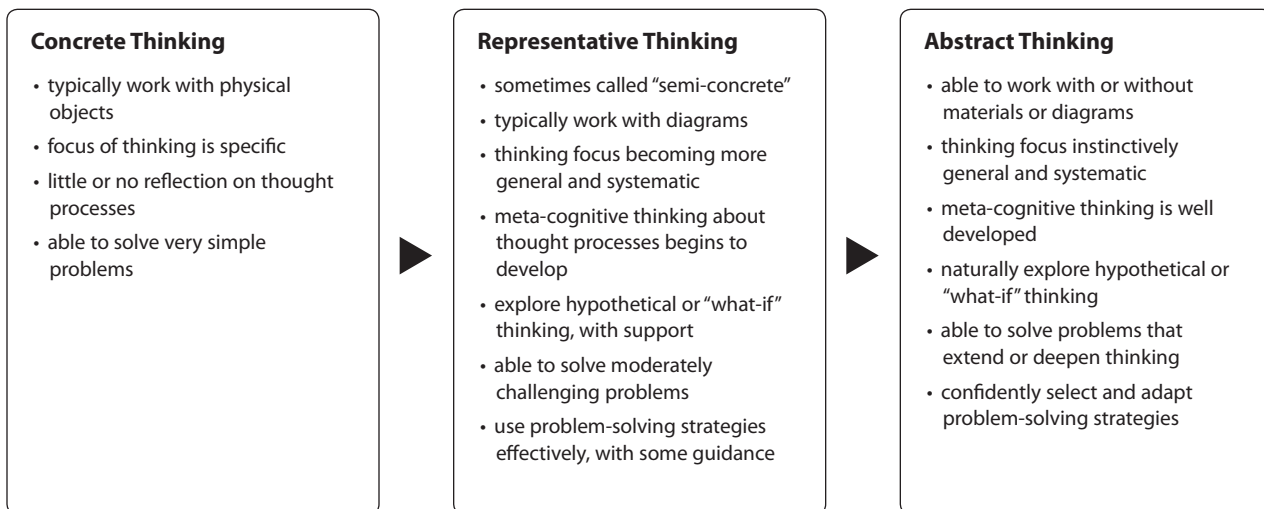 Concrete Thinking
• typically work with physical
objects
• focus of thinking is specific
• little or no reflection on thought
processes
• able to solve very simple
problems
Representative Thinking
• sometimes called “semi-concrete”
• typically work with diagrams
• thinking focus becoming more
general and systematic
• meta-cognitive thinking about
thought processes begins to
develop
• explore hypothetical or “what-if”
thinking, with support
• able to solve moderately
challenging problems
• use problem-solving strategies
effectively, with some guidance
Abstract Thinking
• able to work with or without
materials or diagrams
• thinking focus instinctively
general and systematic
• meta-cognitive thinking is well
developed
• naturally explore hypothetical or
“what-if” thinking
• able to solve problems that
extend or deepen thinking
• confidently select and adapt
problem-solving strategies